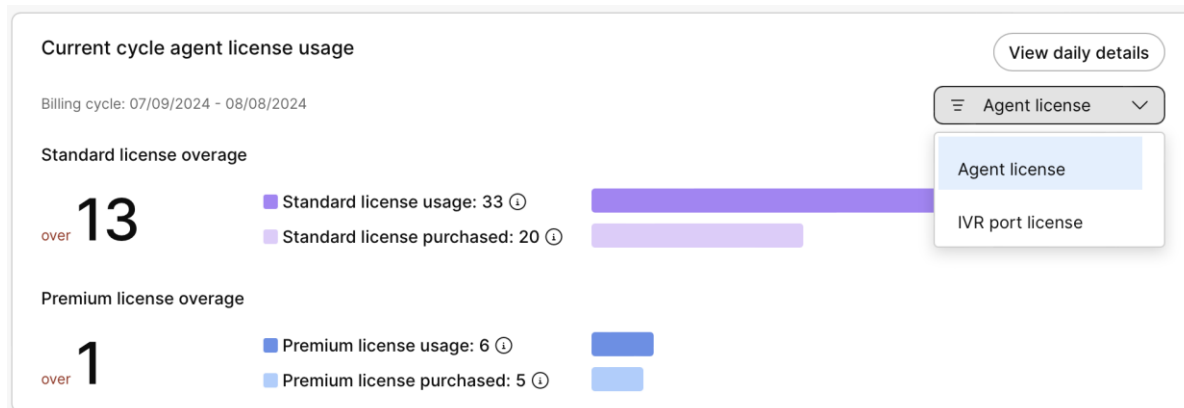 Current cycle agent license usage
View daily details
Billing cycle: 07/09/2024 - 08/08/2024
Agent license
Standard license overage
Agent license
over 13
Standard license usage: 33
IVR port license
Standard license purchased: 20
Premium license overage
over 1
Premium license usage: 6
Premium license purchased: 5